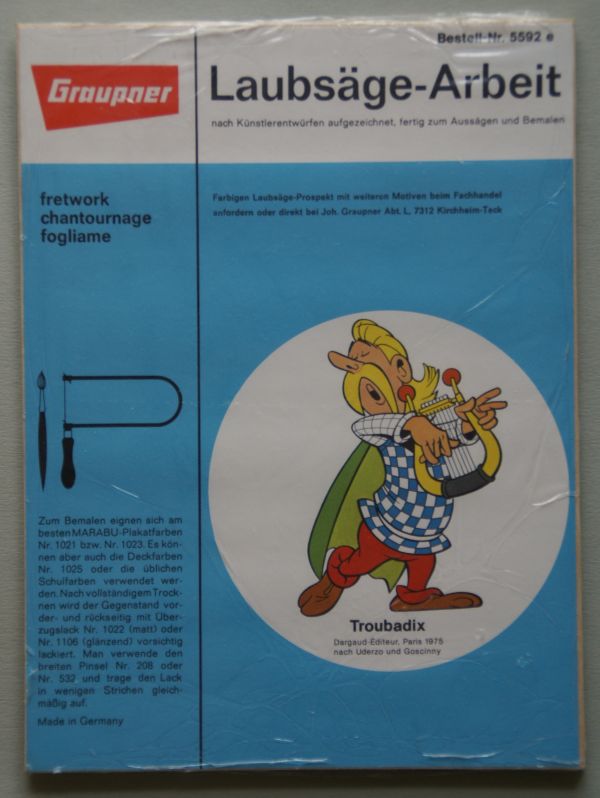 Bestell-Nr. 5592 e
Graupner
Laubsäge-Arbeit
nach Künstlerentwürfen aufgezeichnet, fertig zum Aussägen und Bemalen
fretwork
chantournage
fogliame
Farbigen Laubsäge-Prospekt mit weiteren Motiven beim Fachhandel
anfordern oder direkt bei Joh. Graupner Abt. L, 7312 Kirchheim-Teck
Zum Bemalen eignen sich am
besten MARABU-Plakatfarben
Nr. 1021 bzw. Nr. 1023. Es kön-
nen aber auch die Deckfarben
Nr. 1025 oder die üblichen
Schulfarben verwendet wer-
den. Nach vollständigem Trock-
nen wird der Gegenstand vor-
der- und rückseitig mit Über-
zugslack Nr. 1022 (matt) oder
Nr. 1106 (glänzend) vorsichtig
lackiert. Man verwende den
breiten Pinsel Nr. 208 oder
Nr. 532 und trage den Lack
in wenigen Strichen gleich-
mäßig auf.
Made in Germany
Troubadix
Dargaud-Editeur, Paris 1975
nach Uderzo und Goscinny